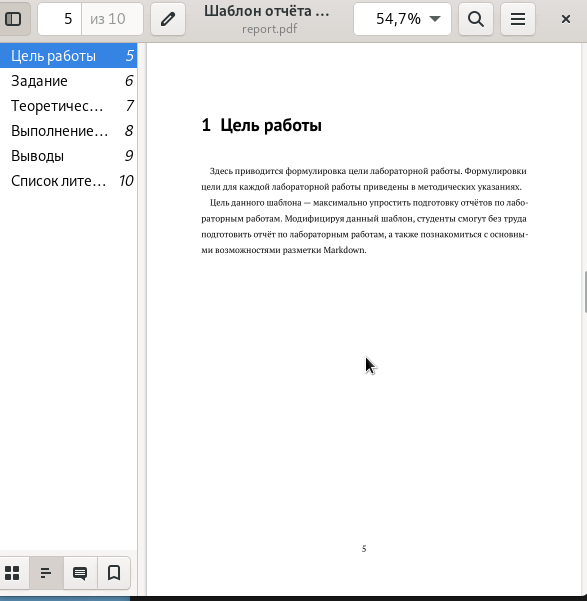 5 из 10
Шаблон отчёта ...
report.pdf
54,7%
Цель работы 5
Задание 6
Теоретичес... 7
Выполнение... 8
Выводы 9
Список лите... 10
1 Цель работы
Здесь приводится формулировка цели лабораторной работы. Формулировки
цели для каждой лабораторной работы приведены в методических указаниях.
Цель данного шаблона — максимально упростить подготовку отчётов по лабо-
раторным работам. Модифицируя данный шаблон, студенты смогут без труда
подготовить отчёт по лабораторным работам, а также познакомиться с основны-
ми возможностями разметки Markdown.
5